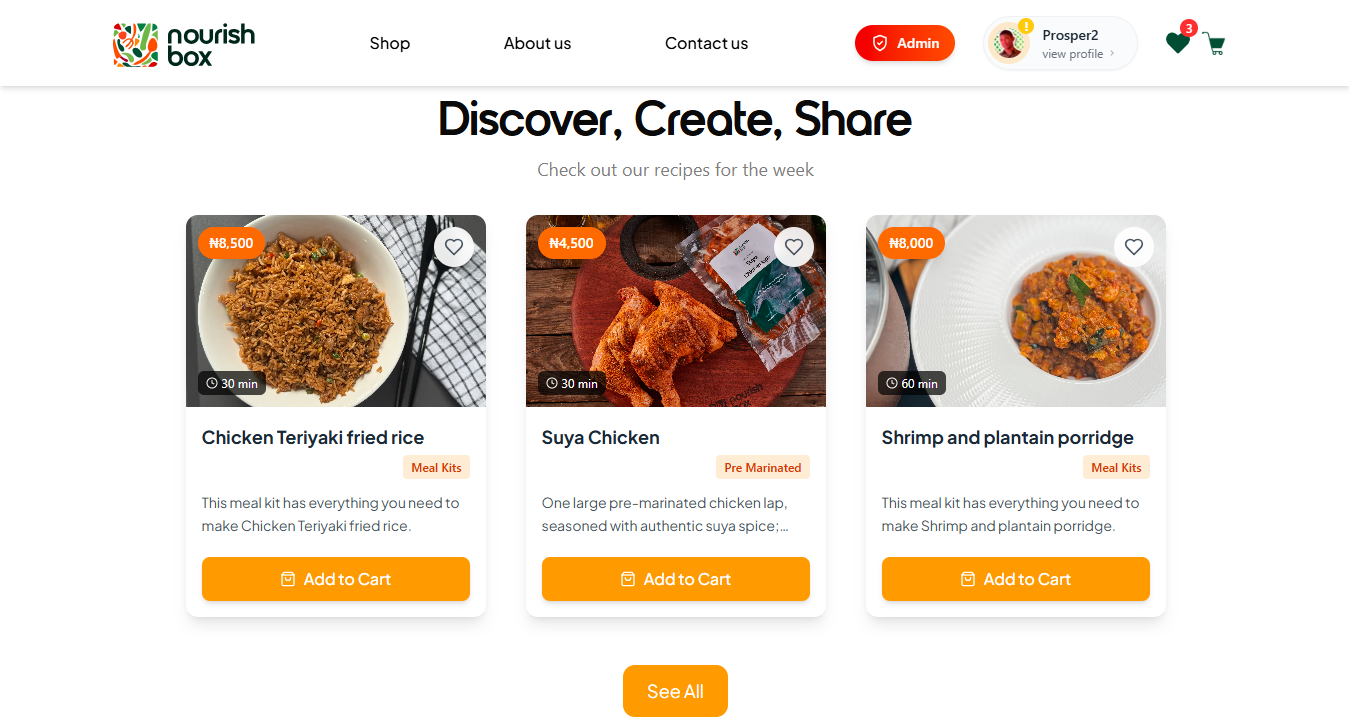 nourish
box
Shop
About us
Contact us
Admin
!
Prosper2
view profile ›
3
Discover, Create, Share
Check out our recipes for the week
₦8,500
30 min
Chicken Teriyaki fried rice
Meal Kits
This meal kit has everything you need to
make Chicken Teriyaki fried rice.
Add to Cart
₦4,500
30 min
Suya Chicken
Pre Marinated
One large pre-marinated chicken lap,
seasoned with authentic suya spice;...
Add to Cart
₦8,000
60 min
Shrimp and plantain porridge
Meal Kits
This meal kit has everything you need to
make Shrimp and plantain porridge.
Add to Cart
See All